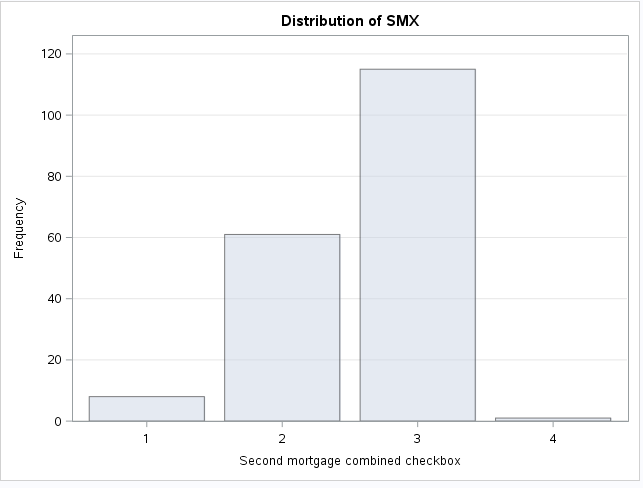 Distribution of SMX
120
100
80
60
40
20
0
Frequency
1 2 3 4
Second mortgage combined checkbox